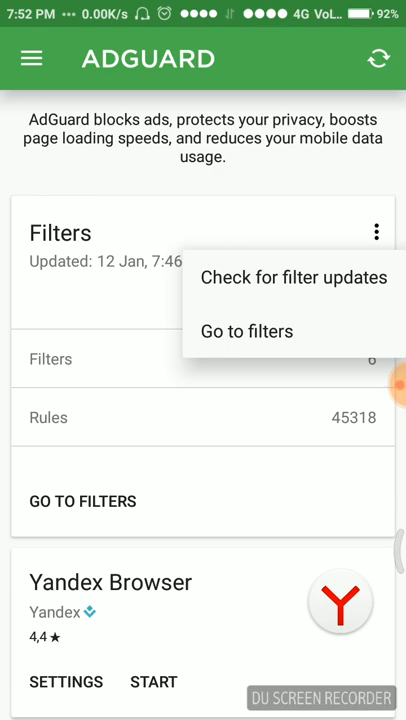 7:52 PM ··· 0.00K/s 4G VoL.. 92%
ADGUARD
AdGuard blocks ads, protects your privacy, boosts
page loading speeds, and reduces your mobile data
usage.
Filters
Updated: 12 Jan, 7:46
Check for filter updates
Go to filters
Filters 6
Rules 45318
GO TO FILTERS
Yandex Browser
Yandex
4,4 ★
SETTINGS START
DU SCREEN RECORDER